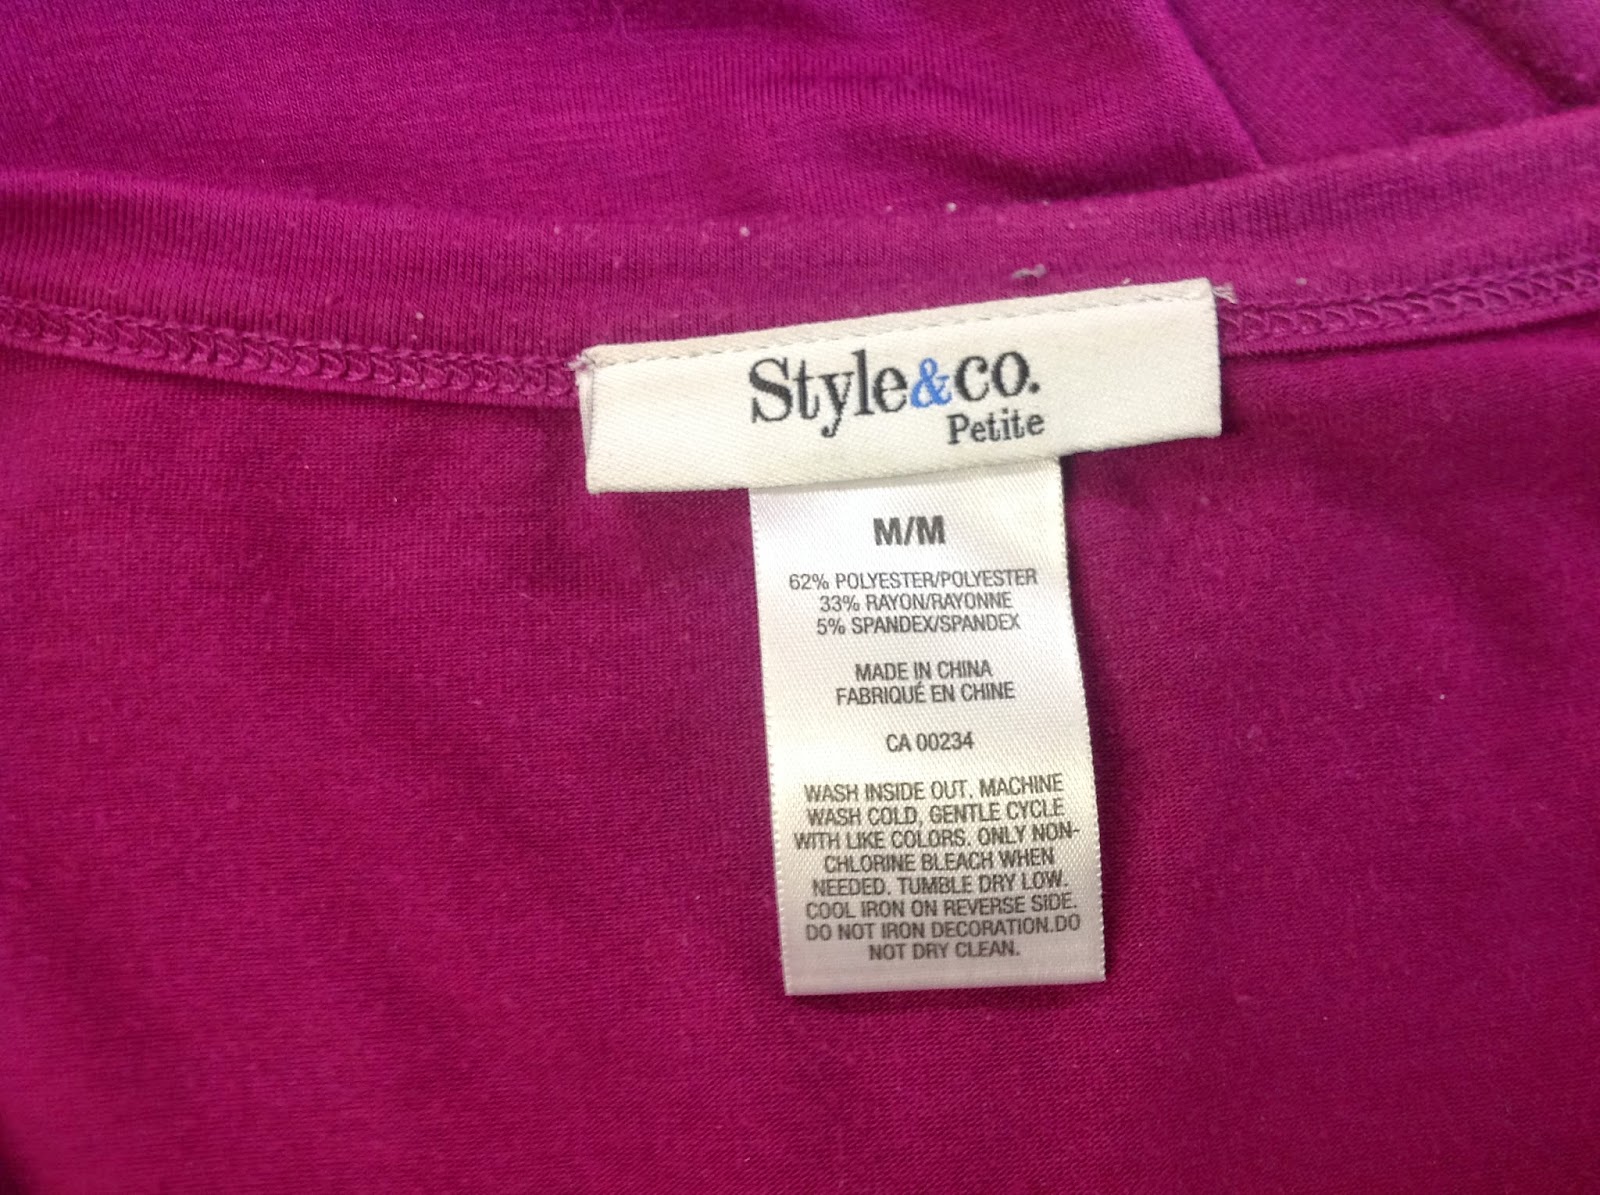 Style&co.
Petite
M/M
62% POLYESTER/POLYESTER
33% RAYON/RAYONNE
5% SPANDEX/SPANDEX
MADE IN CHINA
FABRIQUÉ EN CHINE
CA 00234
WASH INSIDE OUT. MACHINE
WASH COLD, GENTLE CYCLE
WITH LIKE COLORS. ONLY NON-
CHLORINE BLEACH WHEN
NEEDED. TUMBLE DRY LOW.
COOL IRON ON REVERSE SIDE.
DO NOT IRON DECORATION.DO
NOT DRY CLEAN.